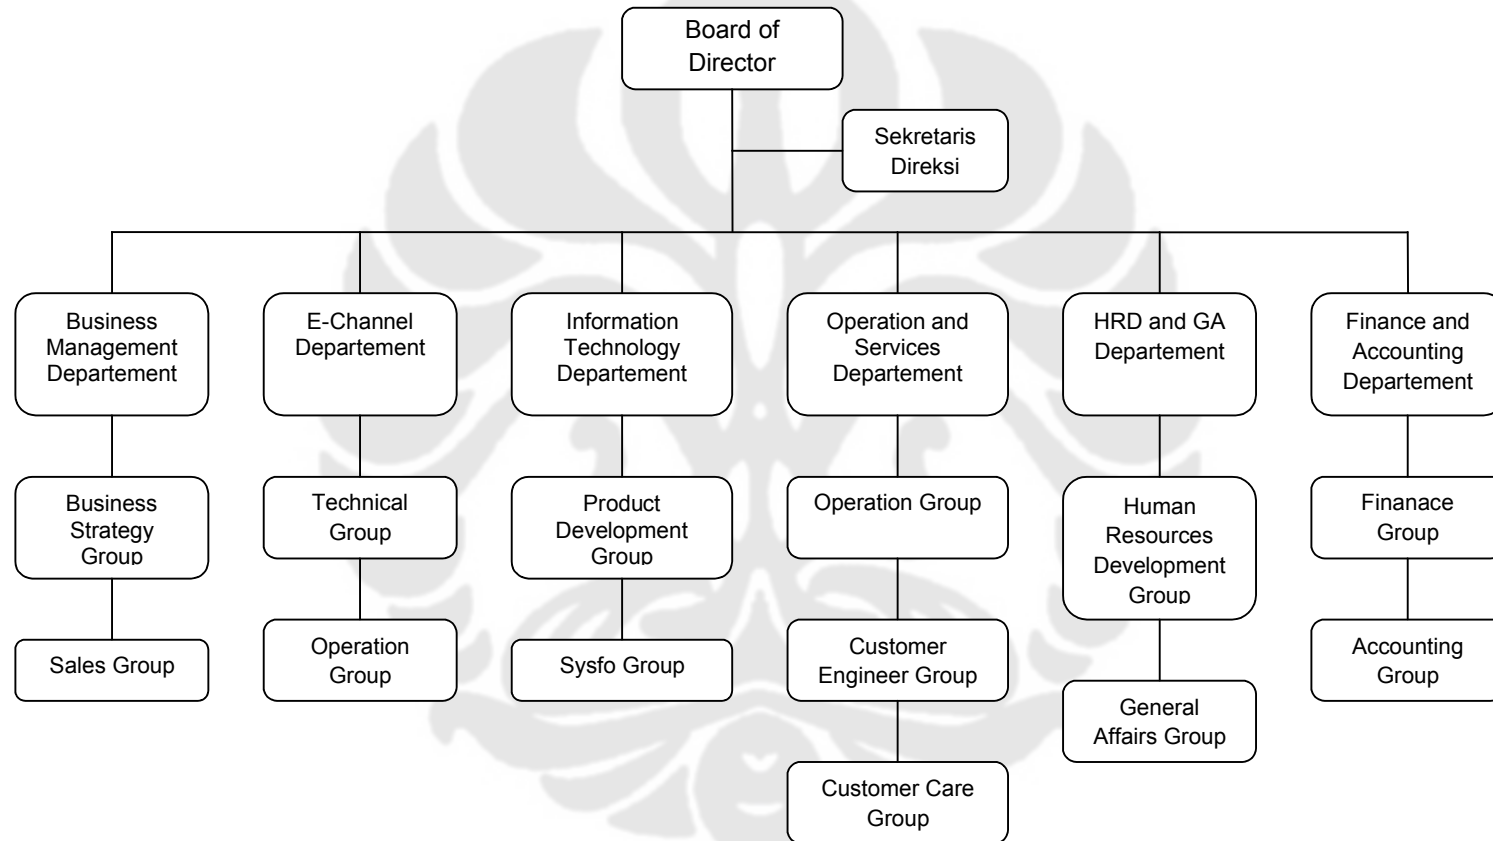 Board of
Director
Sekretaris
Direksi
Business
Management
Departement
E-Channel
Departement
Information
Technology
Departement
Operation and
Services
Departement
HRD and GA
Departement
Finance and
Accounting
Departement
Business
Strategy
Group
Technical
Group
Product
Development
Group
Operation Group
Human
Resources
Development
Group
Finanace
Group
Sales Group
Operation
Group
Sysfo Group
Customer
Engineer Group
General
Affairs Group
Accounting
Group
Customer Care
Group